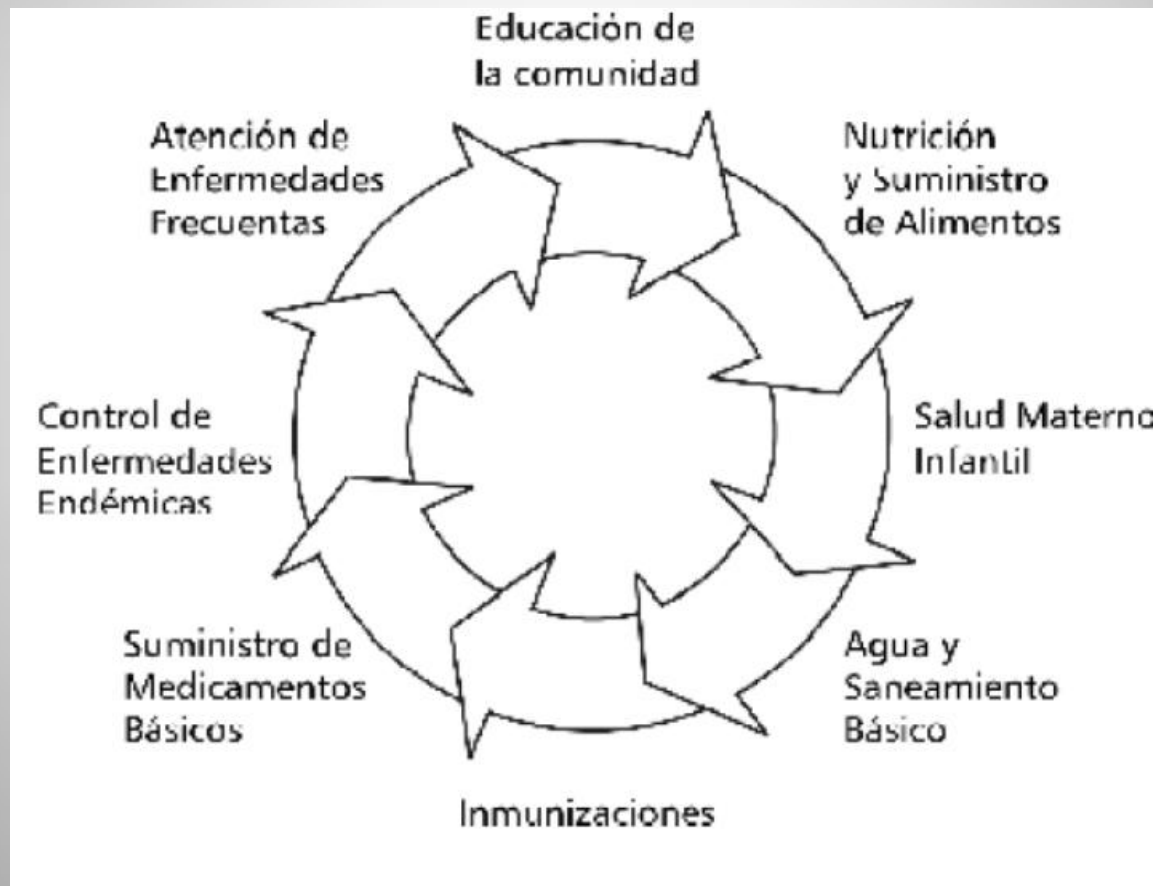 Educación de
la comunidad
Nutrición
y Suministro
de Alimentos
Salud Materno
Infantil
Agua y
Saneamiento
Básico
Inmunizaciones
Suministro de
Medicamentos
Básicos
Control de
Enfermedades
Endémicas
Atención de
Enfermedades
Frecuentas